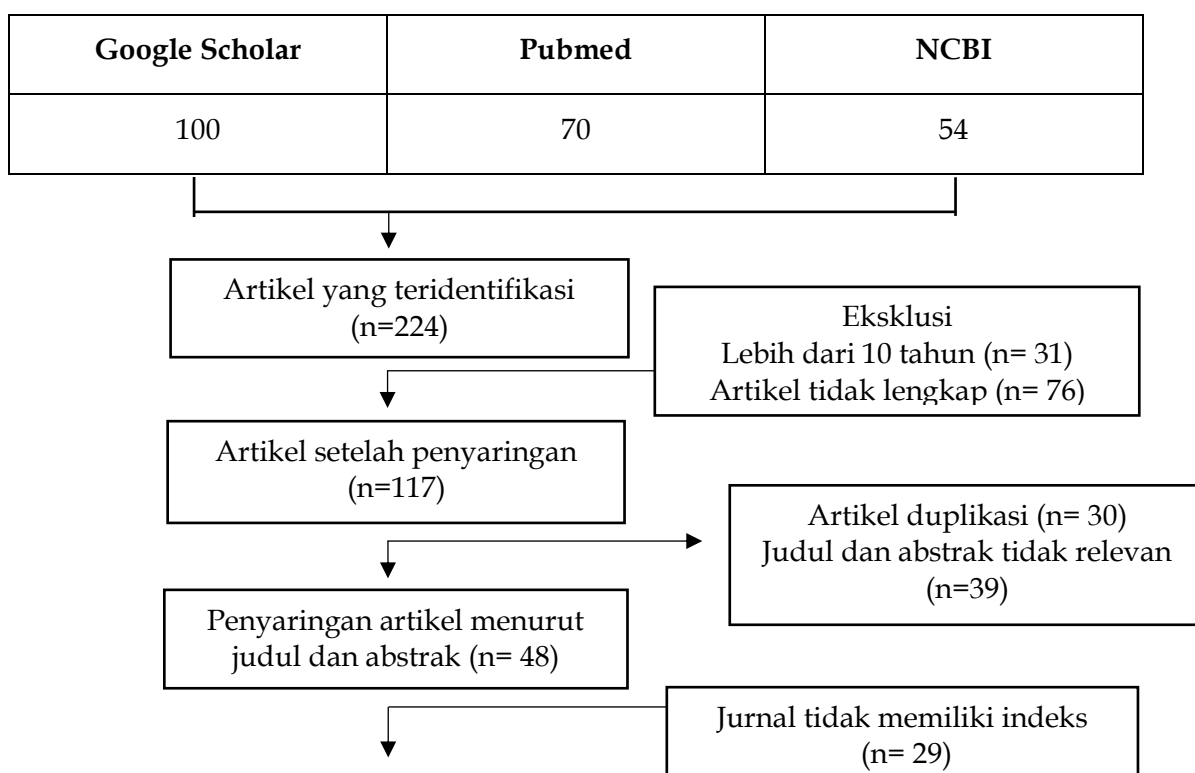 Google Scholar
Pubmed
NCBI
100
70
54
Artikel yang teridentifikasi
(n=224)
Eksklusi
Lebih dari 10 tahun (n= 31)
Artikel tidak lengkap (n= 76)
Artikel setelah penyaringan
(n=117)
Artikel duplikasi (n= 30)
Judul dan abstrak tidak relevan
(n=39)
Penyaringan artikel menurut
judul dan abstrak (n= 48)
Jurnal tidak memiliki indeks
(n= 29)